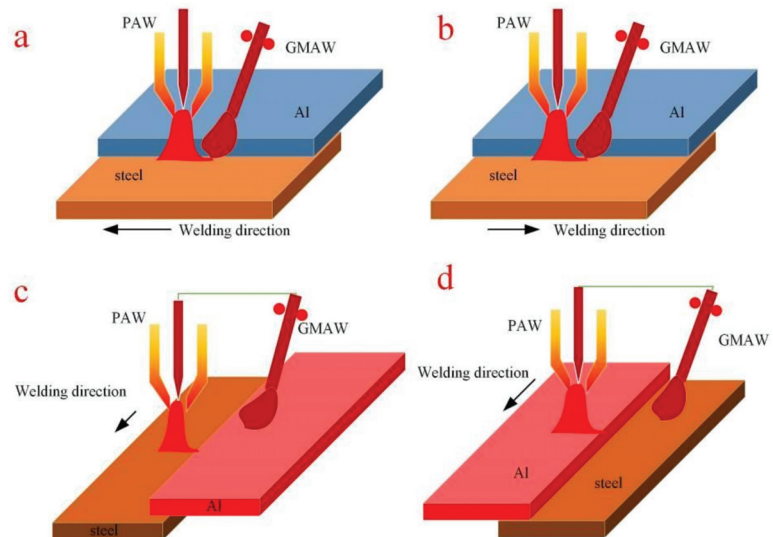 a
PAW
GMAW
Al
steel
Welding direction
b
PAW
GMAW
Al
steel
Welding direction
c
PAW
GMAW
Welding direction
Al
steel
d
PAW
GMAW
Welding direction
Al
steel